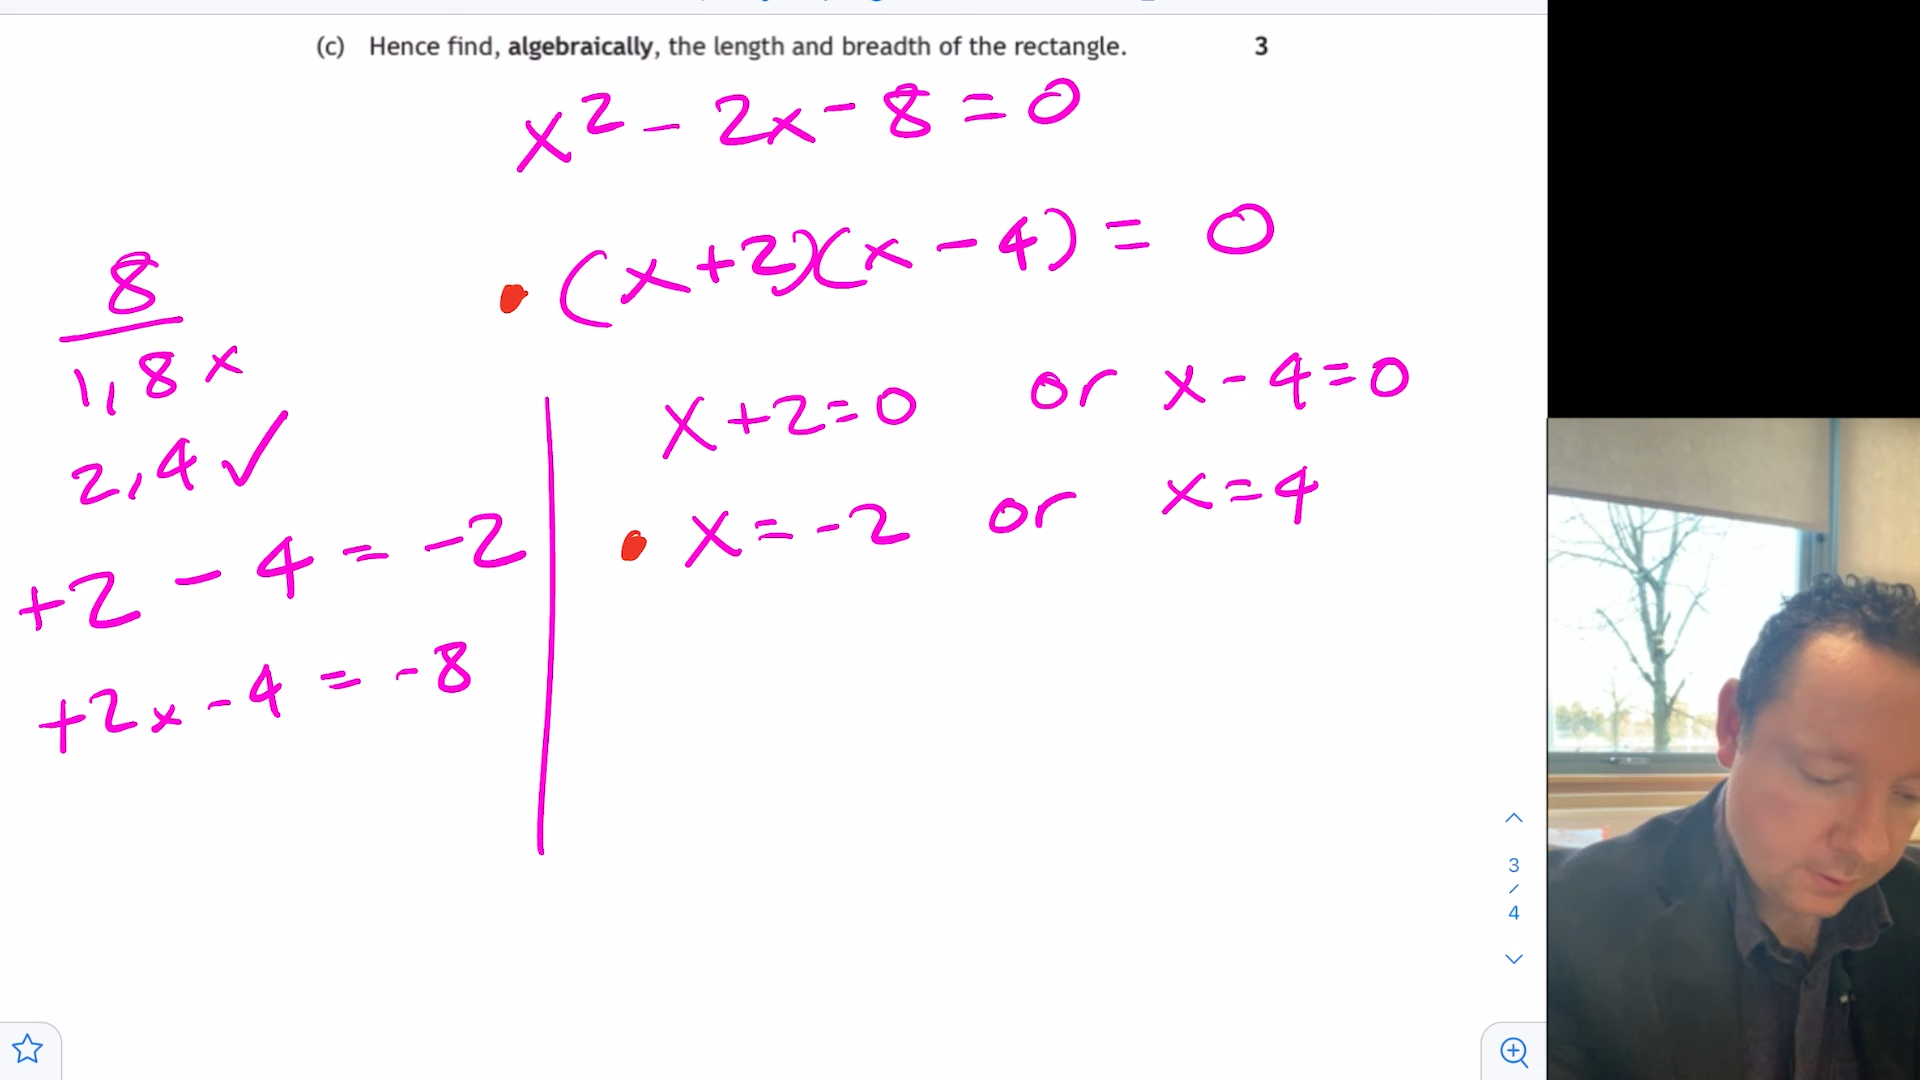 (c) Hence find, algebraically, the length and breadth of the rectangle. 3
x² - 2x - 8 = 0
(x + 2)(x - 4) = 0
x + 2 = 0 or x - 4 = 0
x = -2 or x = 4
8
1, 8 x
2, 4 ✓
+2 - 4 = -2
+2 x - 4 = -8
3
/
4